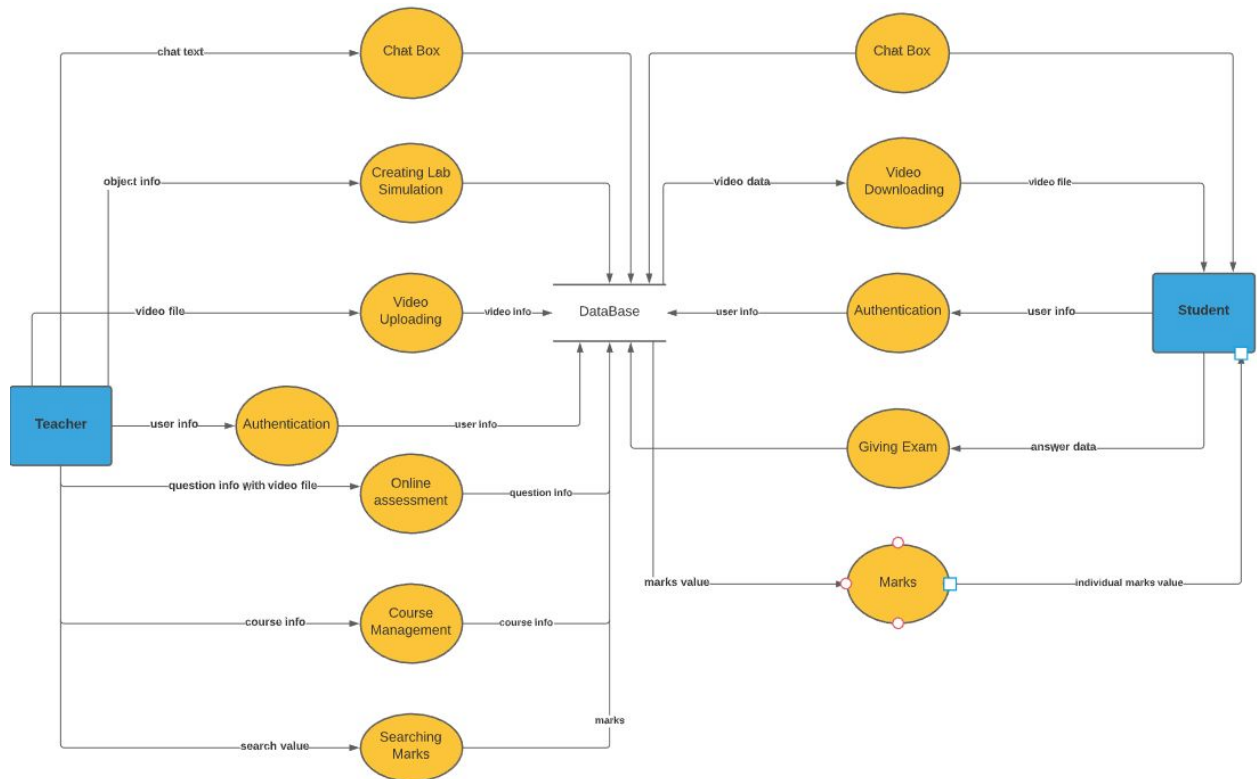 chat text
Chat Box
Chat Box
object info
Creating Lab
Simulation
video data
Video
Downloading
video file
video file
Video
Uploading
video info
DataBase
user info
Authentication
user info
Student
Teacher
user info
Authentication
user info
Giving Exam
answer data
question info with video file
Online
assessment
question info
marks value
Marks
individual marks value
course info
Course
Management
course info
marks
search value
Searching
Marks